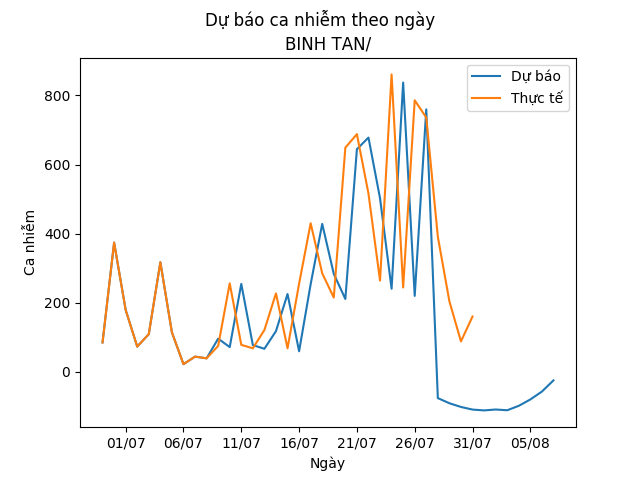 Dự báo ca nhiễm theo ngày
BINH TAN/
Dự báo
Thực tế
Ca nhiễm
800
600
400
200
0
01/07 06/07 11/07 16/07 21/07 26/07 31/07 05/08
Ngày